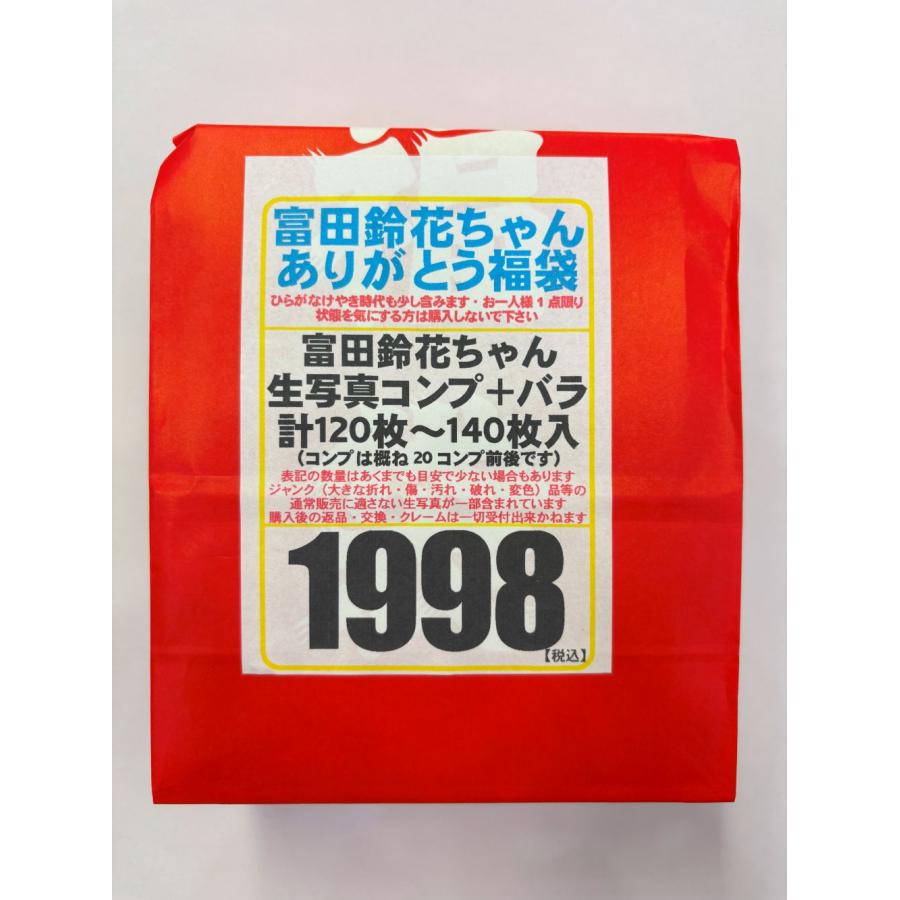 富田鈴花ちゃん
ありがとう福袋
ひらがなけやき時代も少し含みます・お一人様1点限り
状態を気にする方は購入しないで下さい
富田鈴花ちゃん
生写真コンプ＋バラ
計120枚～140枚入
（コンプは概ね20コンプ前後です）
表記の数量はあくまでも目安で少ない場合もあります
ジャンク（大きな折れ・傷・汚れ・破れ・変色）品等の
通常販売に適さない生写真が一部含まれています
購入後の返品・交換・クレームは一切受付出来かねます
1998
【税込】